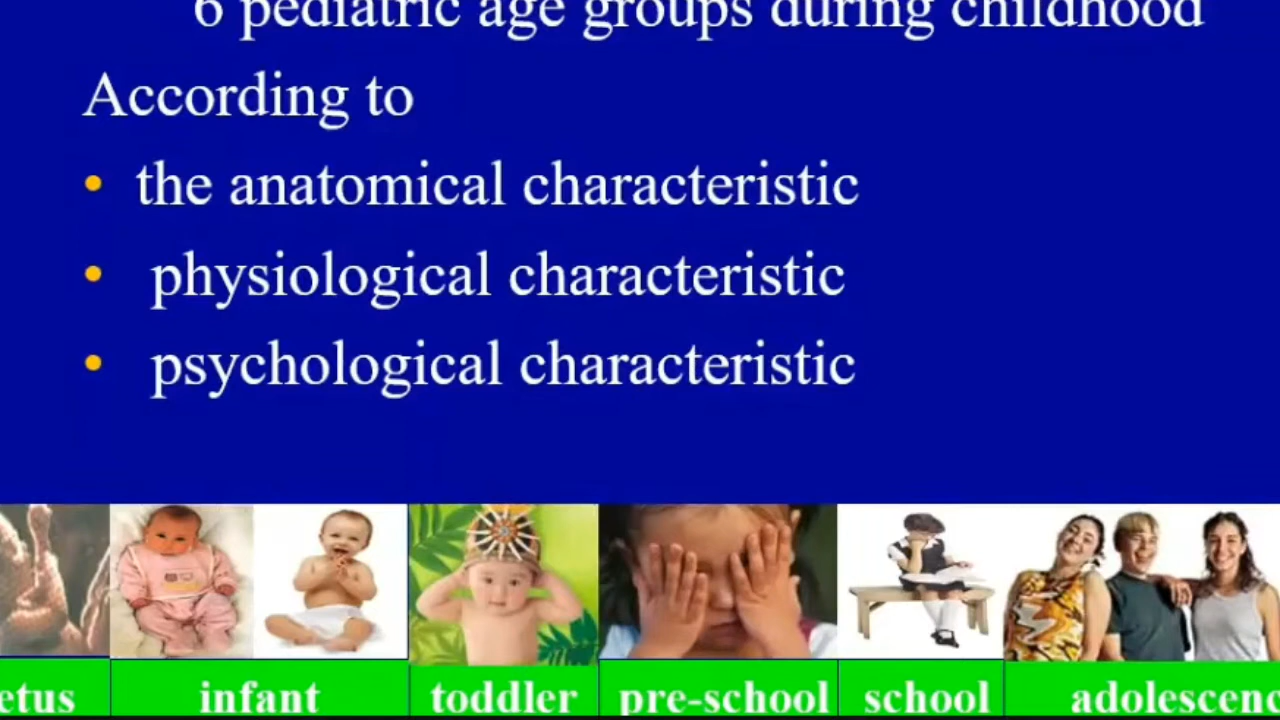 6 pediatric age groups during childhood
According to
• the anatomical characteristic
• physiological characteristic
• psychological characteristic
etus infant toddler pre-school school adolescenc